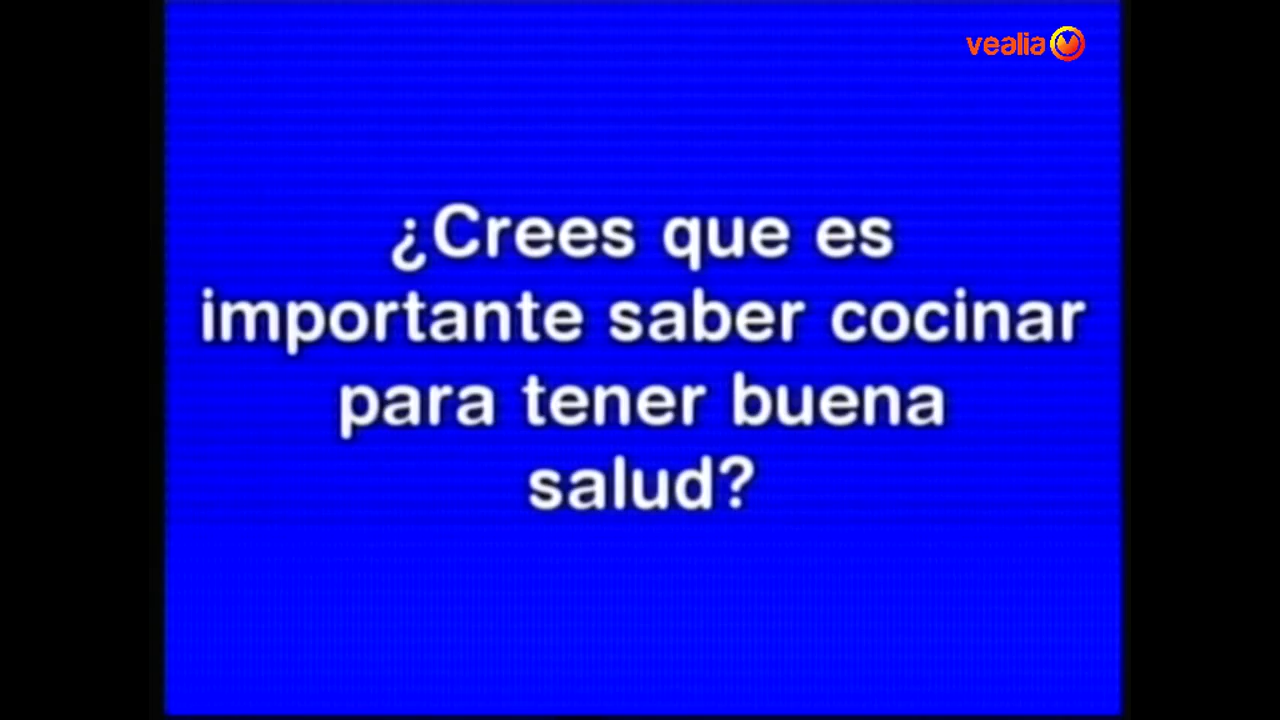 vealia
¿Crees que es
importante saber cocinar
para tener buena
salud?